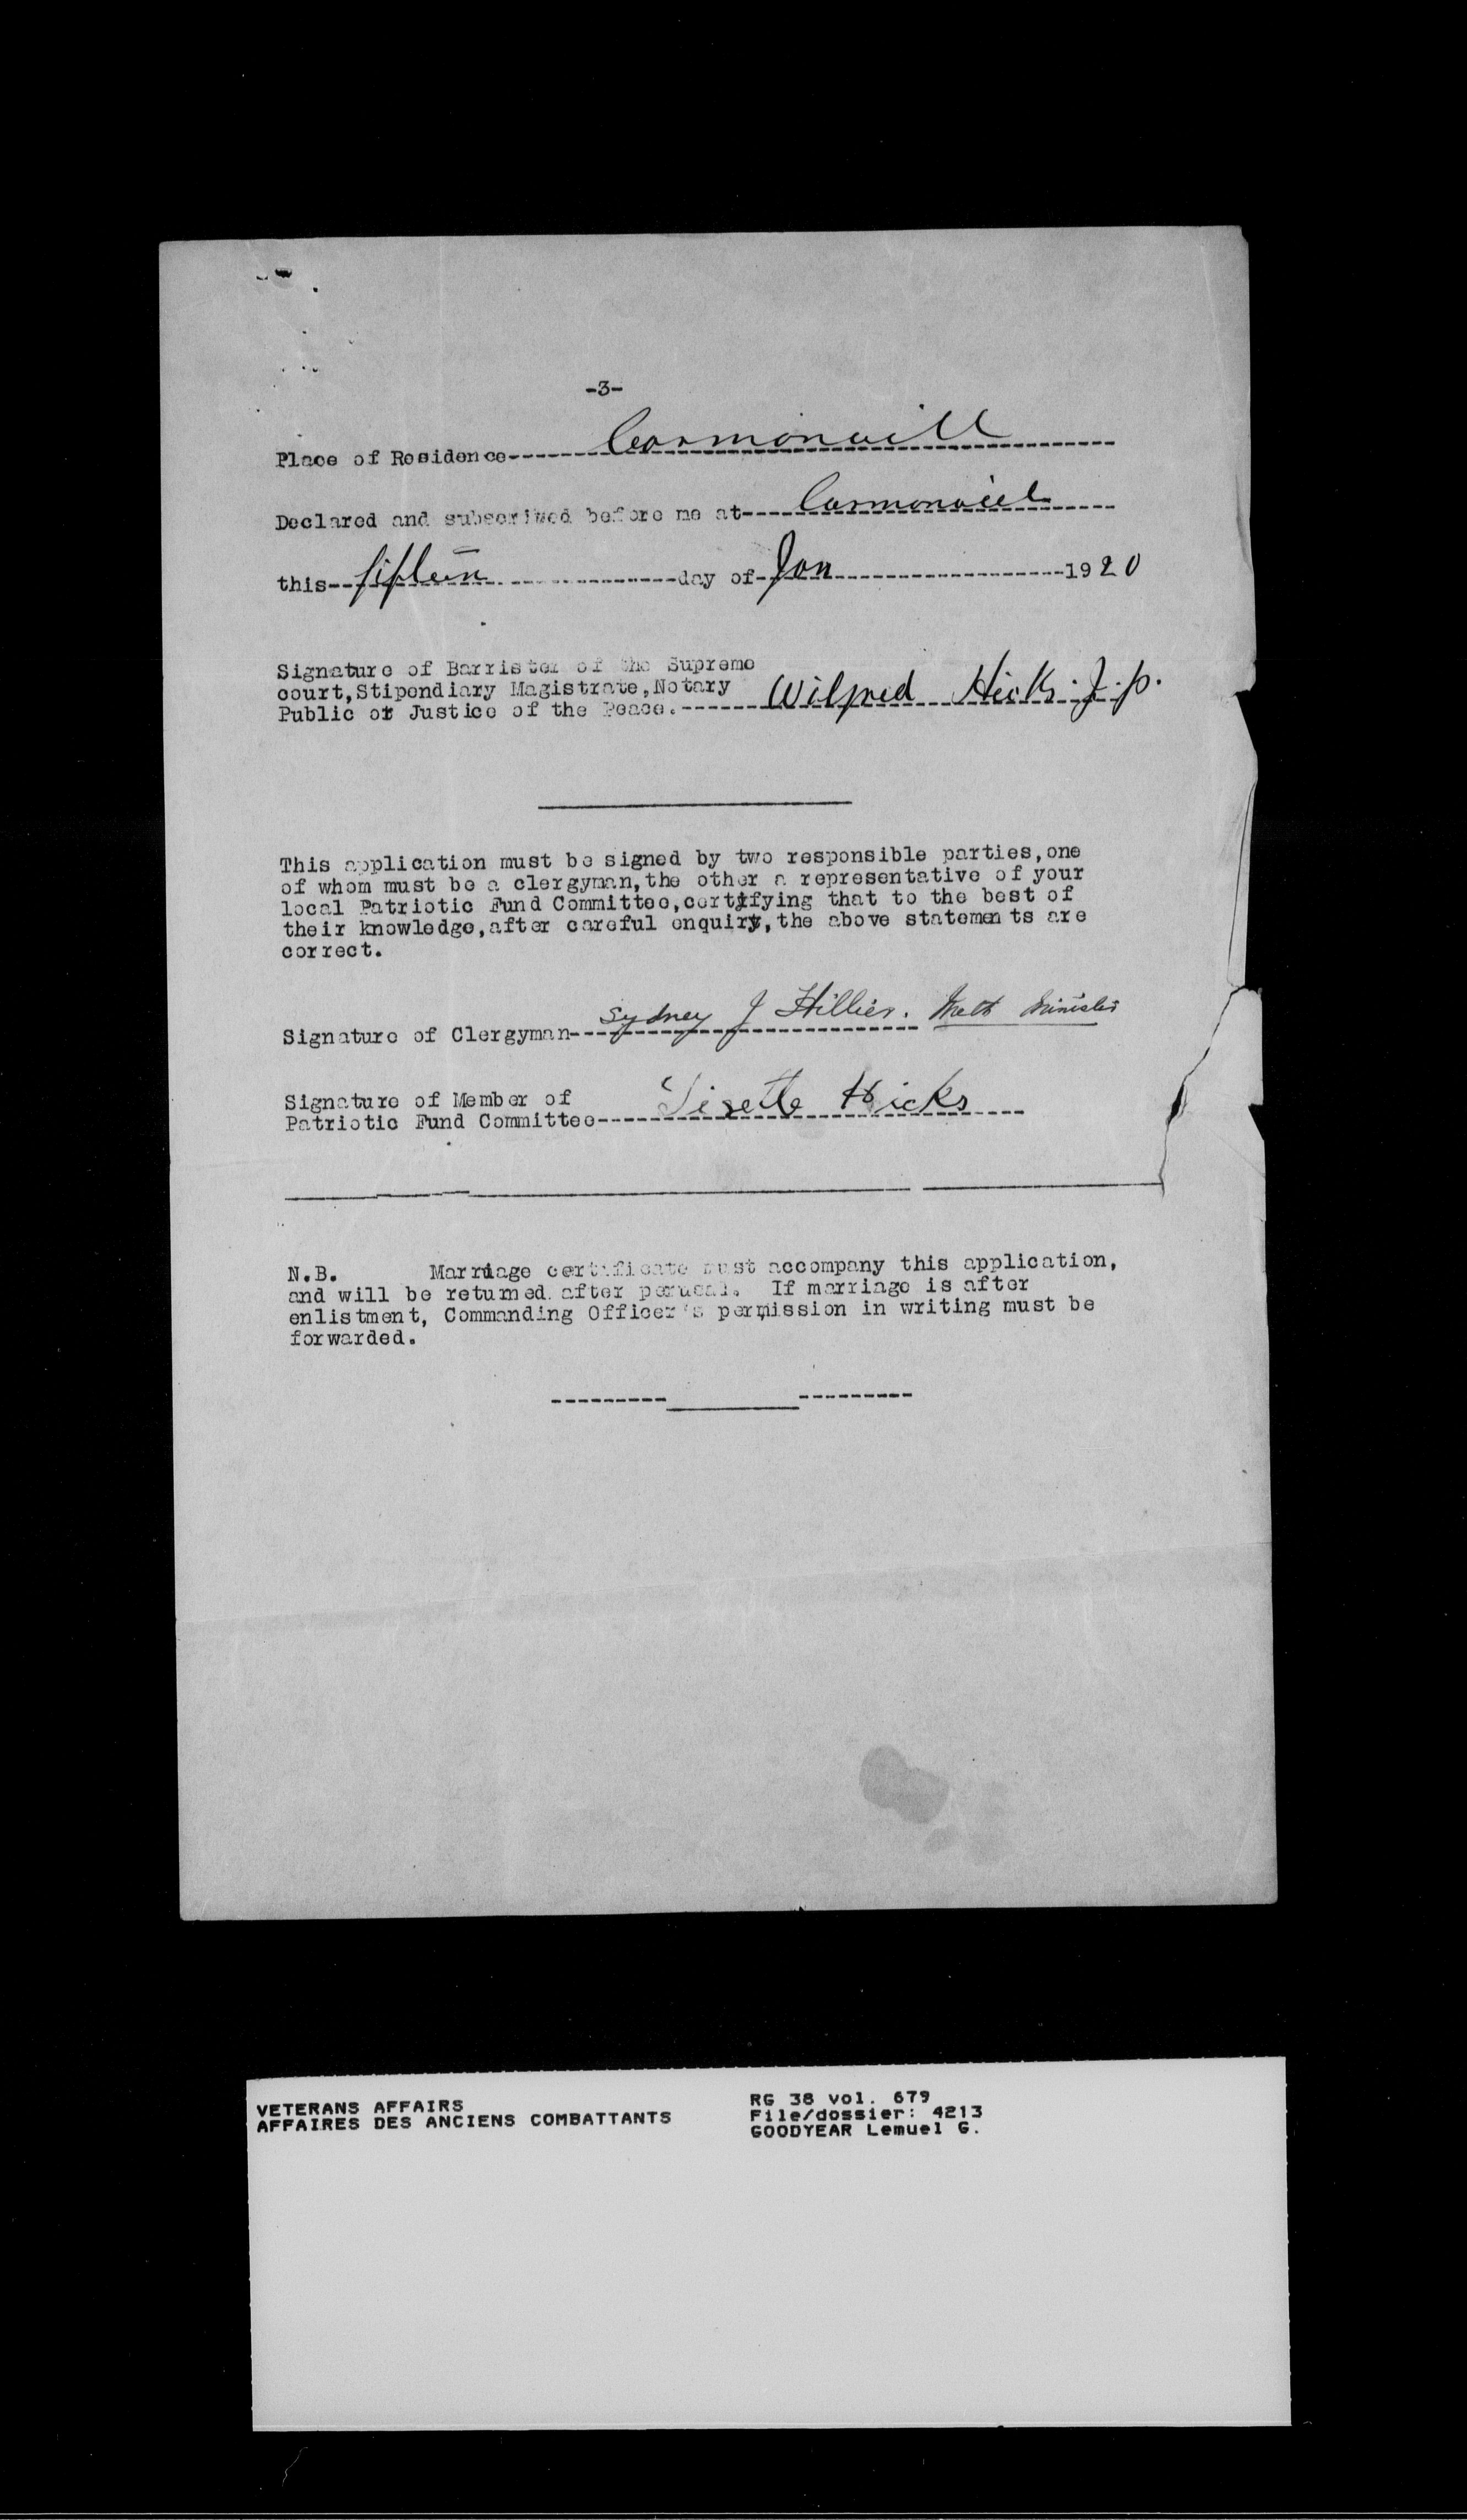 -3-
Place of Residence Carmanvill
Declared and subscribed before me at Carmanvill
this fifteen day of Jan 1920
Signature of Barrister of the Supreme
court, Stipendiary Magistrate, Notary
Public or Justice of the Peace. Wilfred Hicks. J.P.
This application must be signed by two responsible parties, one
of whom must be a clergyman, the other a representative of your
local Patriotic Fund Committee, certifying that to the best of
their knowledge, after careful enquiry, the above statements are
correct.
Signature of Clergyman Sydney J Hillier. Meth Minister
Signature of Member of
Patriotic Fund Committee Lisette Hicks
N.B. Marriage certificate must accompany this application,
and will be returned after perusal. If marriage is after
enlistment, Commanding Officer's permission in writing must be
forwarded.
VETERANS AFFAIRS
AFFAIRES DES ANCIENS COMBATTANTS
RG 38 vol. 679
File/dossier: 4213
GOODYEAR Lemuel G.